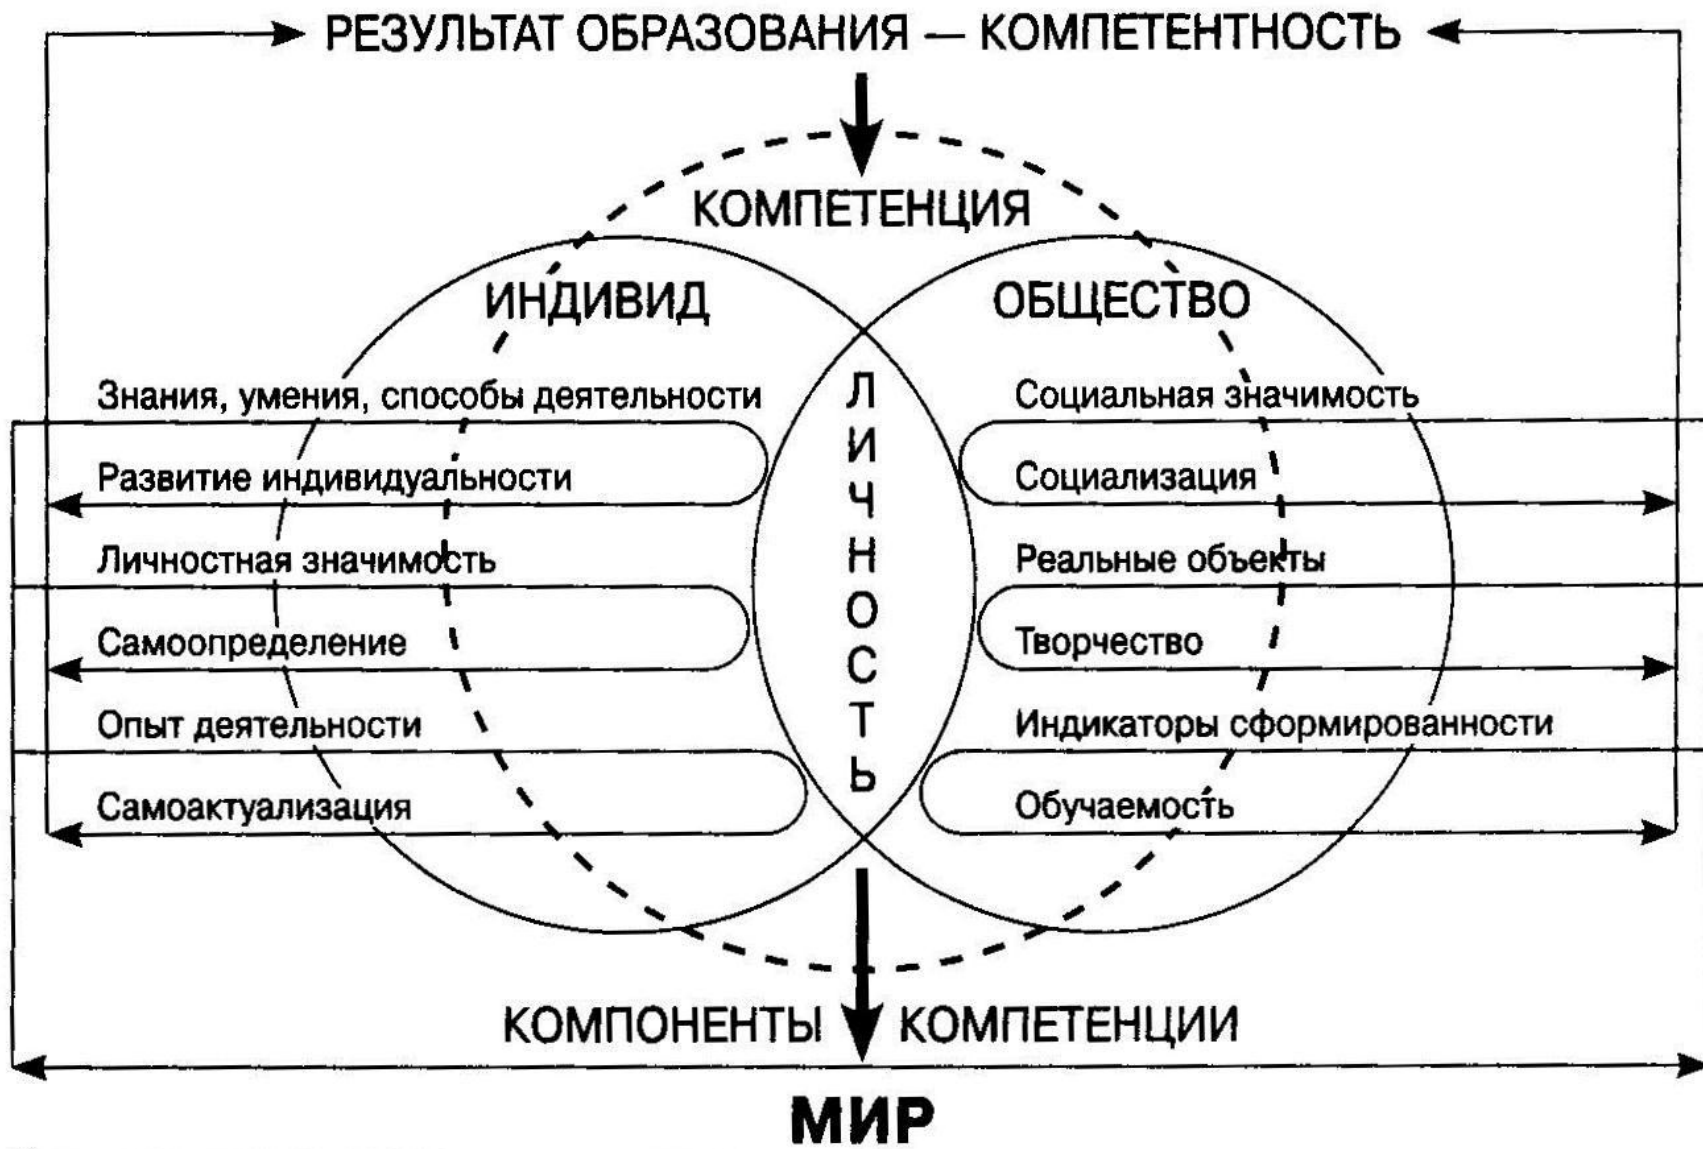 РЕЗУЛЬТАТ ОБРАЗОВАНИЯ — КОМПЕТЕНТНОСТЬ
КОМПЕТЕНЦИЯ
ИНДИВИД
ОБЩЕСТВО
Знания, умения, способы деятельности
Развитие индивидуальности
Личностная значимость
Самоопределение
Опыт деятельности
Самоактуализация
ЛИЧНОСТЬ
Социальная значимость
Социализация
Реальные объекты
Творчество
Индикаторы сформированности
Обучаемость
КОМПОНЕНТЫ КОМПЕТЕНЦИИ
МИР